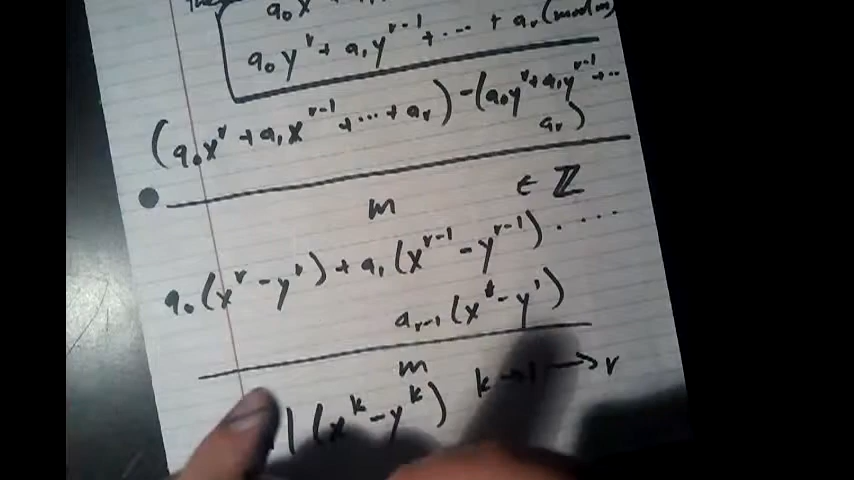 a₀x
a₀yʳ + a₁yʳ⁻¹ + ··· + aᵣ (mod m)
(a₀xʳ + a₁xʳ⁻¹ + ··· + aᵣ) - (a₀yʳ + a₁yʳ⁻¹ + ··
aᵣ)
m ∈ ℤ
a₀(xʳ - yʳ) + a₁(xʳ⁻¹ - yʳ⁻¹) ·····
aᵣ₋₁(x¹ - y¹)
m
|(xᵏ - yᵏ) k → 1 → r